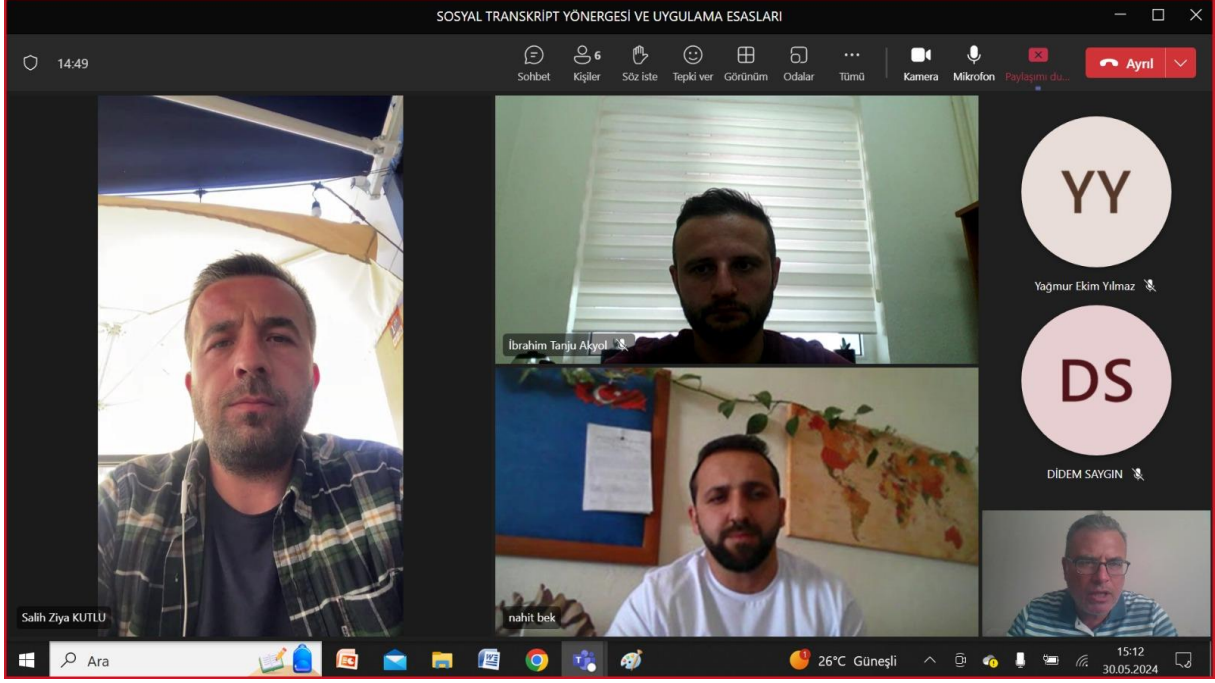 SOSYAL TRANSKRİPT YÖNERGESİ VE UYGULAMA ESASLARI
14:49
6
Sohbet Kişiler Söz iste Tepki ver Görünüm Odalar Tümü Kamera Mikrofon Paylaşımı du... Ayrıl
YY
Yağmur Ekim Yılmaz
İbrahim Tanju Akyol
DS
DİDEM SAYGIN
Salih Ziya KUTLU
nahit bek
Ara
26°C Güneşli
15:12
30.05.2024